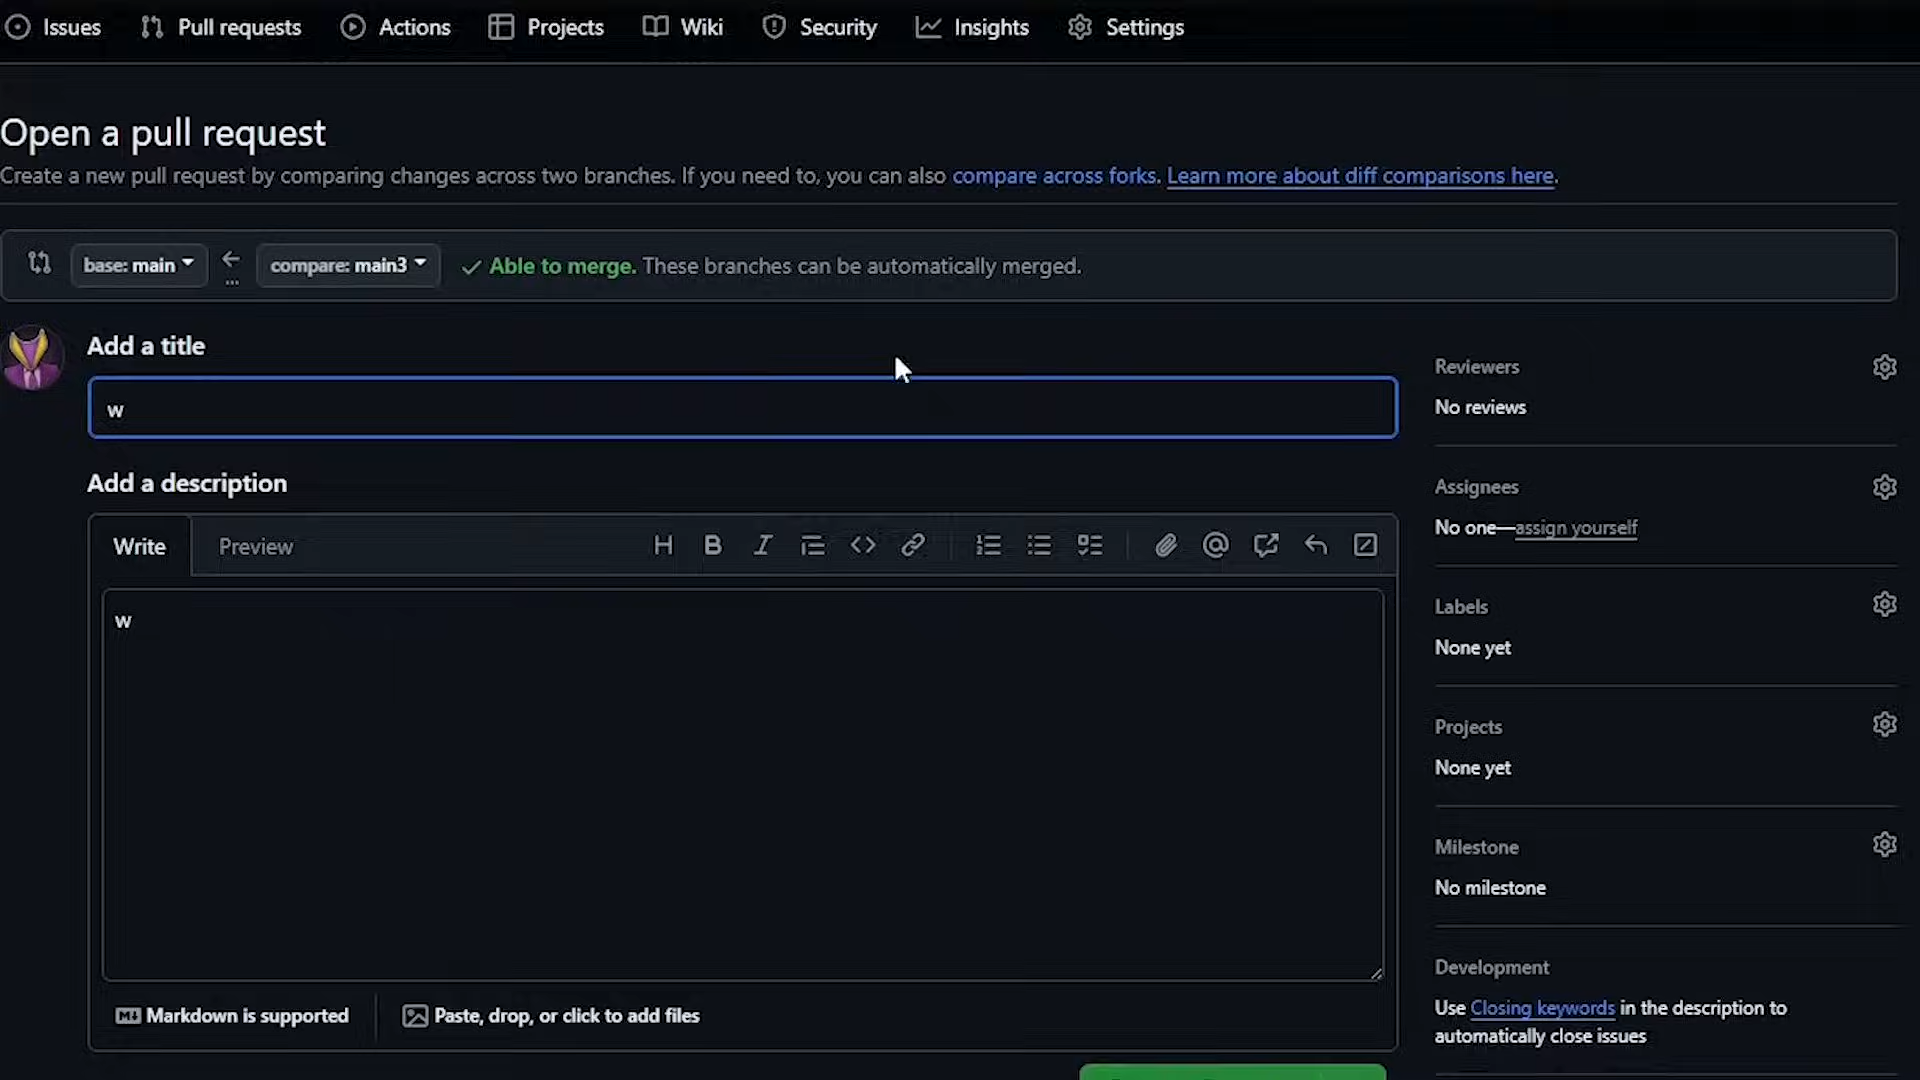 Issues Pull requests Actions Projects Wiki Security Insights Settings
Open a pull request
Create a new pull request by comparing changes across two branches. If you need to, you can also compare across forks. Learn more about diff comparisons here.
base: main compare: main3 Able to merge. These branches can be automatically merged.
Add a title
w
Add a description
Write Preview
w
Markdown is supported Paste, drop, or click to add files
Reviewers
No reviews
Assignees
No one—assign yourself
Labels
None yet
Projects
None yet
Milestone
No milestone
Development
Use Closing keywords in the description to
automatically close issues